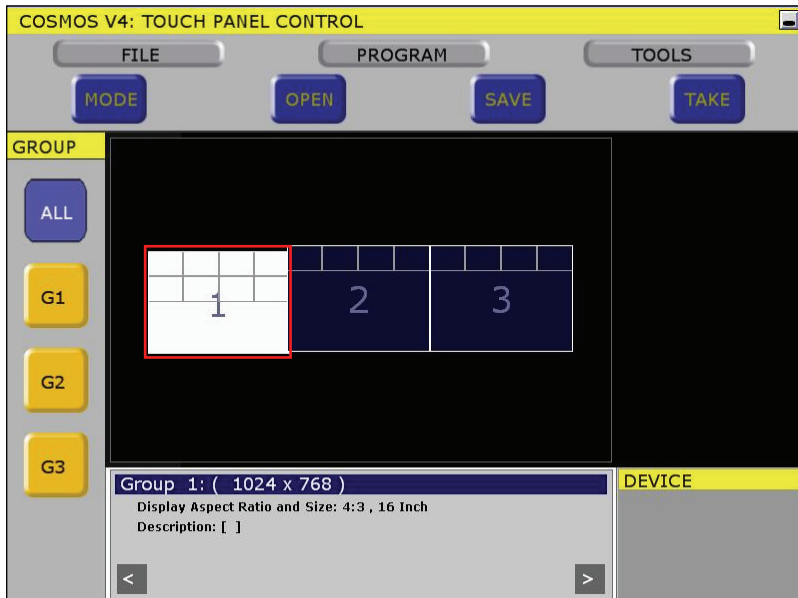 COSMOS V4: TOUCH PANEL CONTROL
FILE PROGRAM TOOLS
MODE OPEN SAVE TAKE
GROUP
ALL
G1
G2
G3
1 2 3
Group 1: ( 1024 x 768 )
Display Aspect Ratio and Size: 4:3 , 16 Inch
Description: [ ]
< >
DEVICE